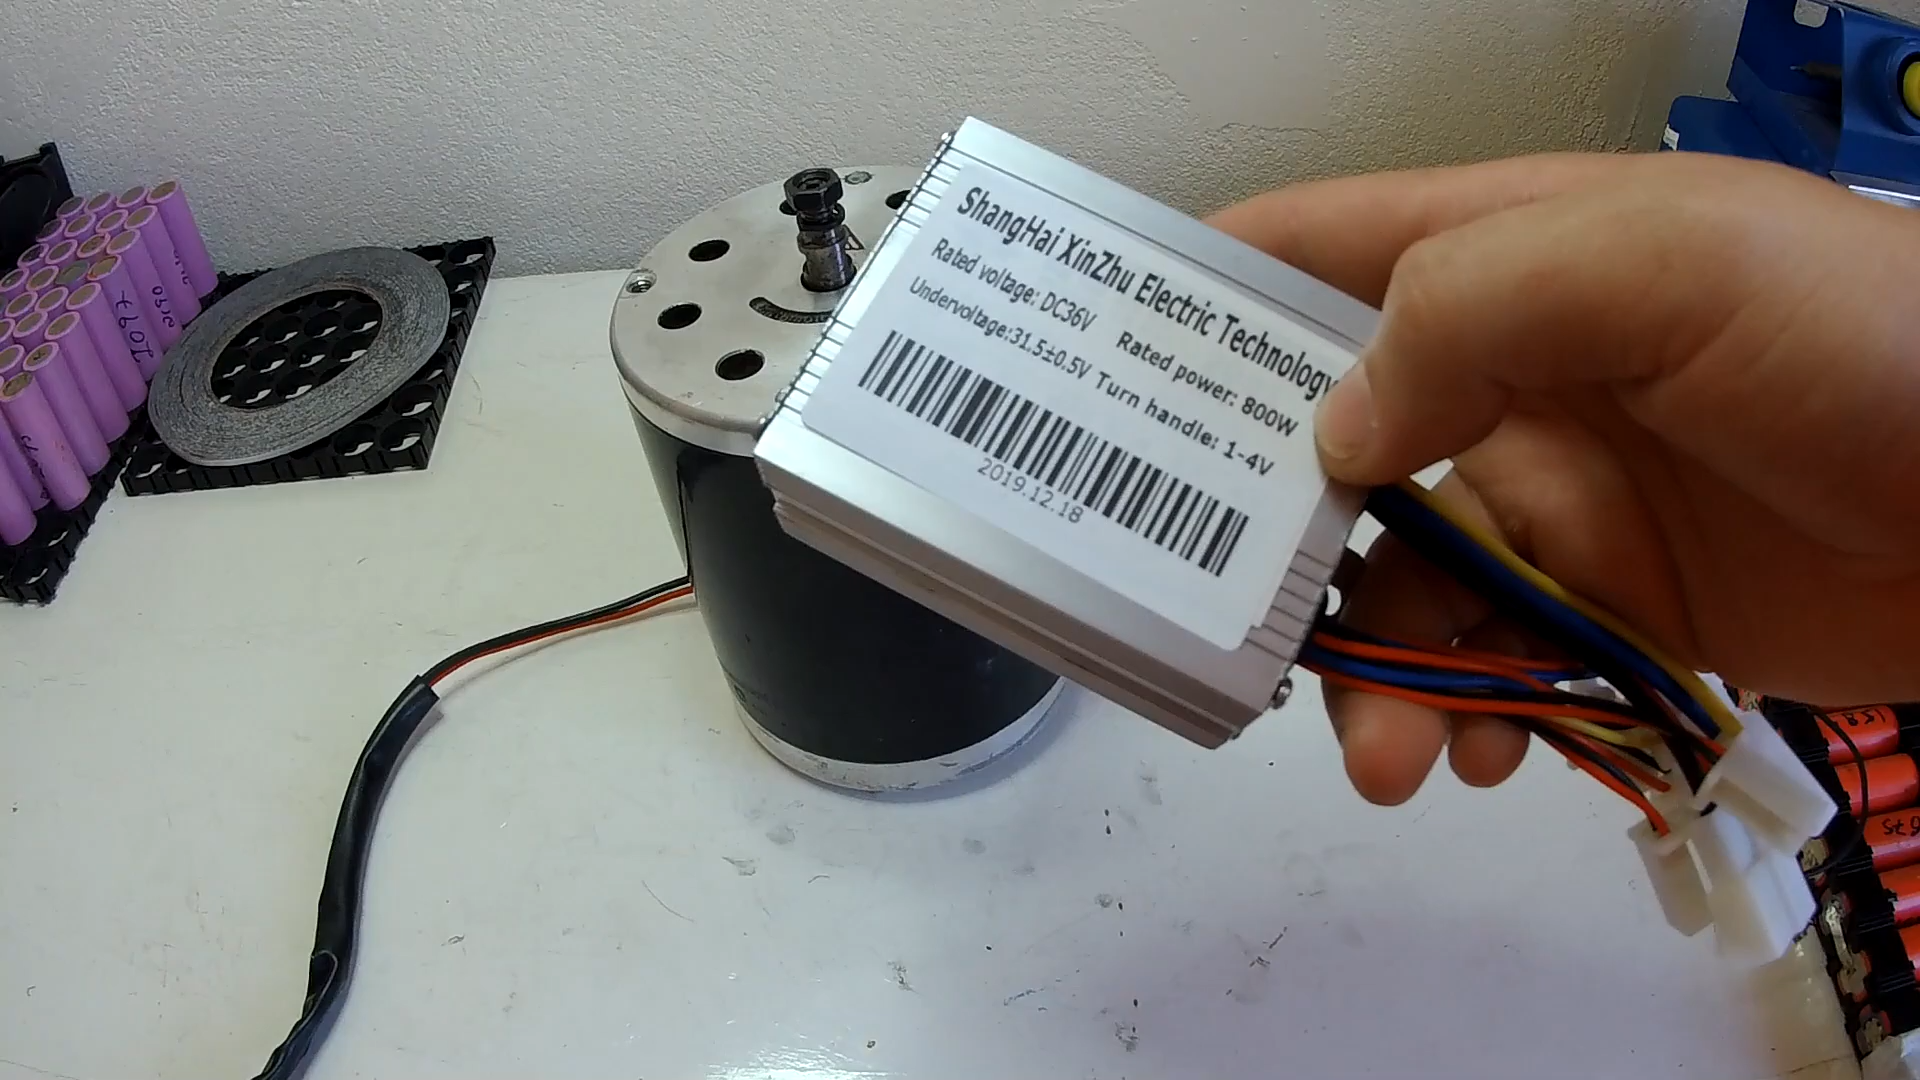 ShangHai XinZhu Electric Technology
Rated voltage: DC36V Rated power: 800W
Undervoltage:31.5±0.5V Turn handle: 1-4V
2019.12.18